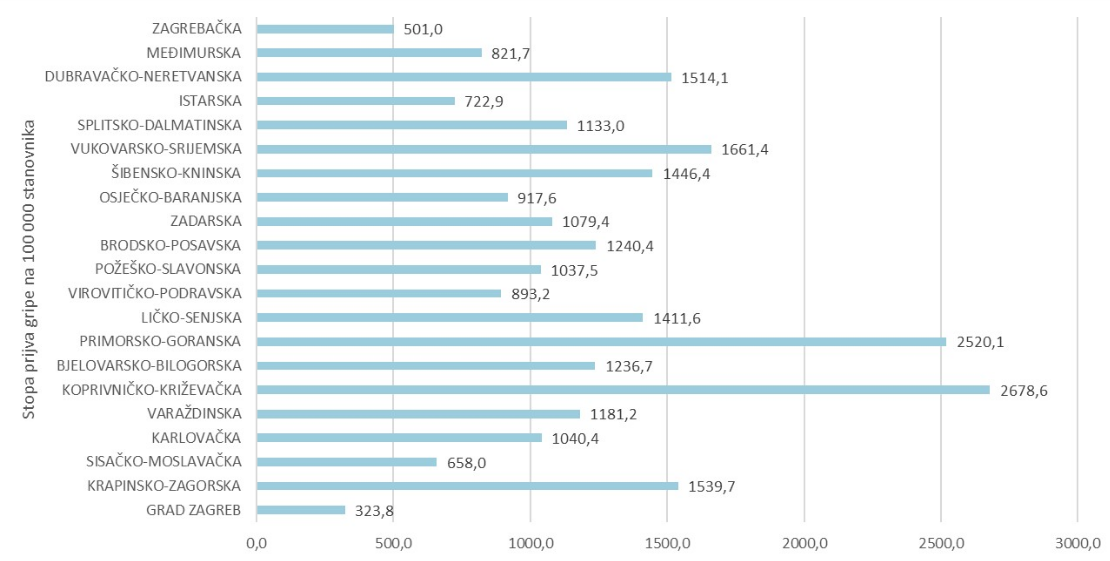 Stopa prijva gripe na 100 000 stanovnika
ZAGREBAČKA 501,0
MEĐIMURSKA 821,7
DUBRAVAČKO-NERETVANSKA 1514,1
ISTARSKA 722,9
SPLITSKO-DALMATINSKA 1133,0
VUKOVARSKO-SRIJEMSKA 1661,4
ŠIBENSKO-KNINSKA 1446,4
OSJEČKO-BARANJSKA 917,6
ZADARSKA 1079,4
BRODSKO-POSAVSKA 1240,4
POŽEŠKO-SLAVONSKA 1037,5
VIROVITIČKO-PODRAVSKA 893,2
LIČKO-SENJSKA 1411,6
PRIMORSKO-GORANSKA 2520,1
BJELOVARSKO-BILOGORSKA 1236,7
KOPRIVNIČKO-KRIŽEVAČKA 2678,6
VARAŽDINSKA 1181,2
KARLOVAČKA 1040,4
SISAČKO-MOSLAVAČKA 658,0
KRAPINSKO-ZAGORSKA 1539,7
GRAD ZAGREB 323,8
0,0 500,0 1000,0 1500,0 2000,0 2500,0 3000,0